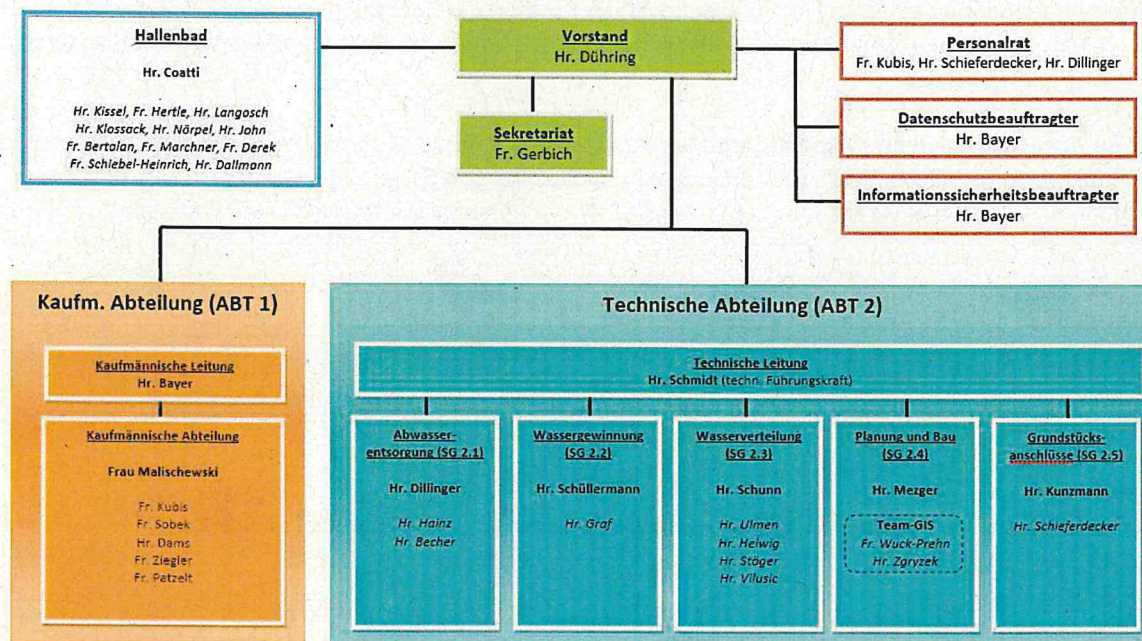 Hallenbad
Hr. Coatti
Hr. Kissel, Fr. Hertle, Hr. Langosch
Hr. Klossack, Hr. Nörpel, Hr. John
Fr. Bertalan, Fr. Marchner, Fr. Derek
Fr. Schiebel-Heinrich, Hr. Dallmann
Vorstand
Hr. Dühring
Sekretariat
Fr. Gerbich
Personalrat
Fr. Kubis, Hr. Schieferdecker, Hr. Dillinger
Datenschutzbeauftragter
Hr. Bayer
Informationssicherheitsbeauftragter
Hr. Bayer
Kaufm. Abteilung (ABT 1)
Kaufmännische Leitung
Hr. Bayer
Kaufmännische Abteilung
Frau Malischewski
Fr. Kubis
Fr. Sobek
Hr. Dams
Fr. Ziegler
Fr. Patzelt
Technische Abteilung (ABT 2)
Technische Leitung
Hr. Schmidt (techn. Führungskraft)
Abwasser-
entsorgung (SG 2.1)
Hr. Dillinger
Hr. Hainz
Hr. Becher
Wassergewinnung
(SG 2.2)
Hr. Schüllermann
Hr. Graf
Wasserverteilung
(SG 2.3)
Hr. Schunn
Hr. Ulmen
Hr. Helwig
Hr. Stöger
Hr. Vilusic
Planung und Bau
(SG 2.4)
Hr. Mezger
Team-GIS
Fr. Wuck-Prehn
Hr. Zgryzek
Grundstücks-
anschlüsse (SG 2.5)
Hr. Kunzmann
Hr. Schieferdecker